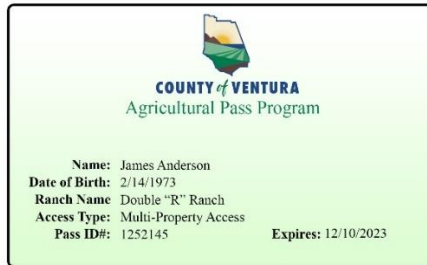 COUNTY of VENTURA
Agricultural Pass Program
Name: James Anderson
Date of Birth: 2/14/1973
Ranch Name Double “R” Ranch
Access Type: Multi-Property Access
Pass ID#: 1252145 Expires: 12/10/2023